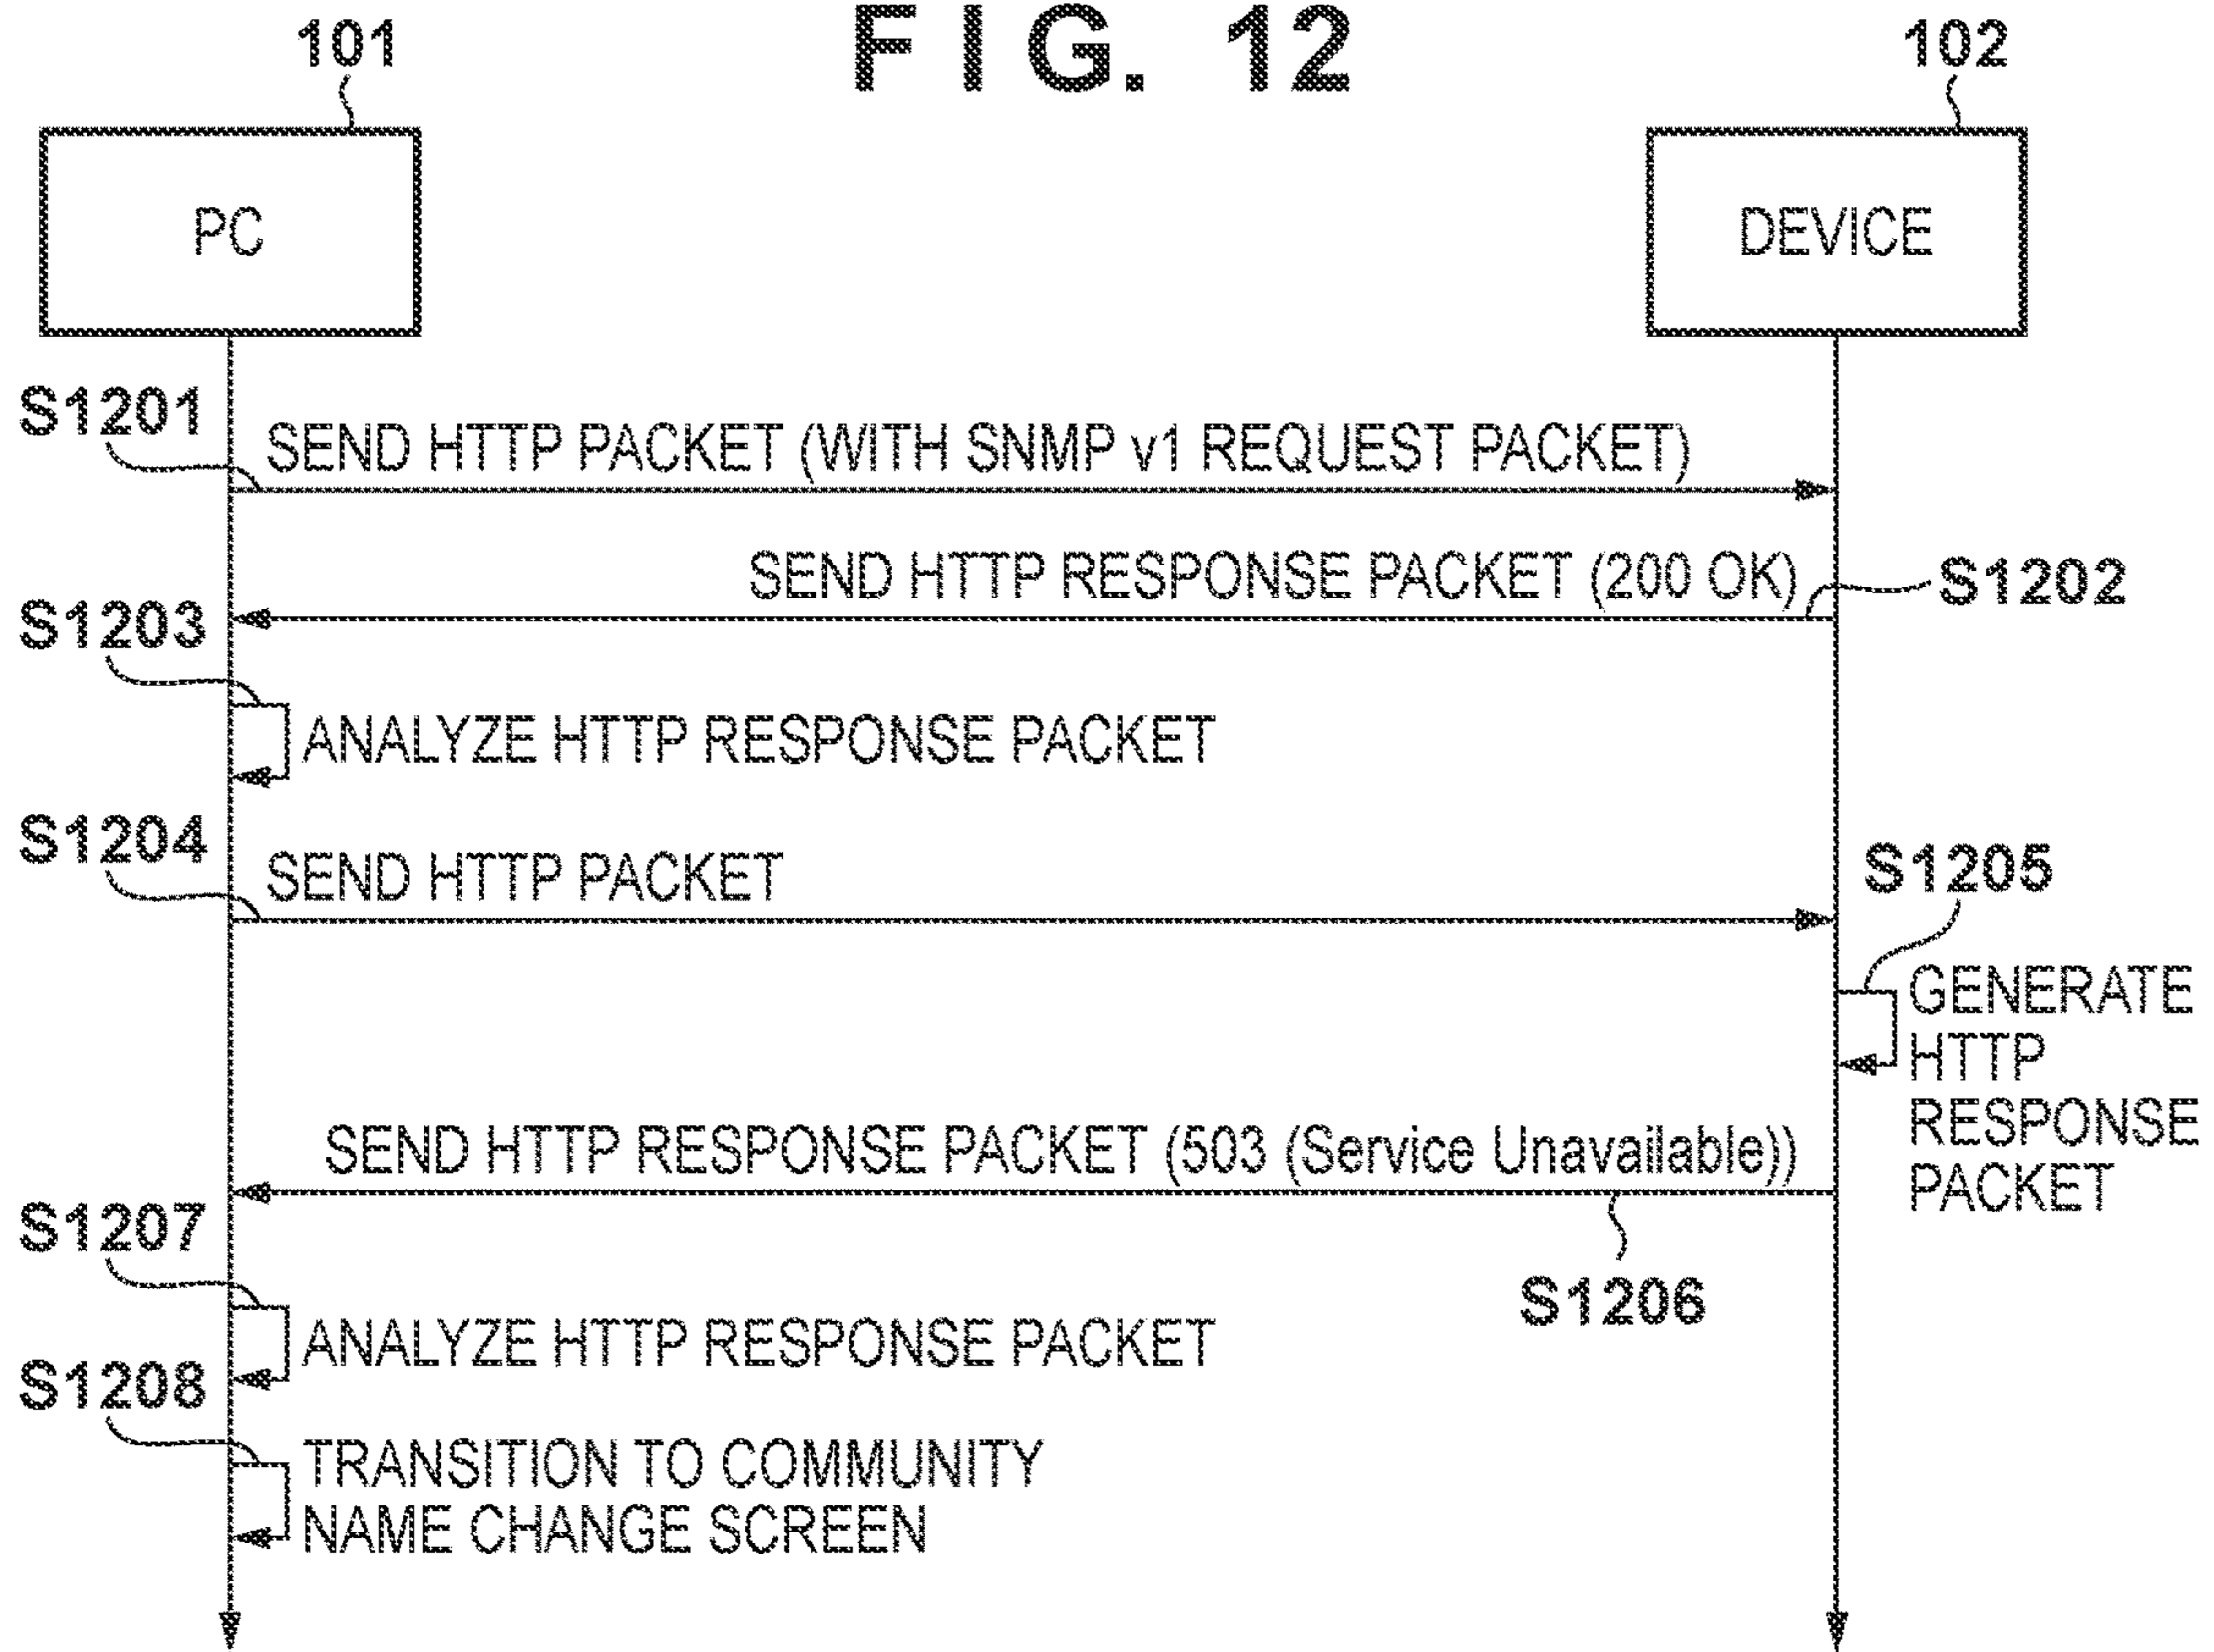 FIG. 12
101
102
PC
DEVICE
S1201
SEND HTTP PACKET (WITH SNMP v1 REQUEST PACKET)
SEND HTTP RESPONSE PACKET (200 OK)
S1202
S1203
ANALYZE HTTP RESPONSE PACKET
S1204
SEND HTTP PACKET
S1205
GENERATE
HTTP
RESPONSE
PACKET
SEND HTTP RESPONSE PACKET (503 (Service Unavailable))
S1206
S1207
ANALYZE HTTP RESPONSE PACKET
S1208
TRANSITION TO COMMUNITY
NAME CHANGE SCREEN